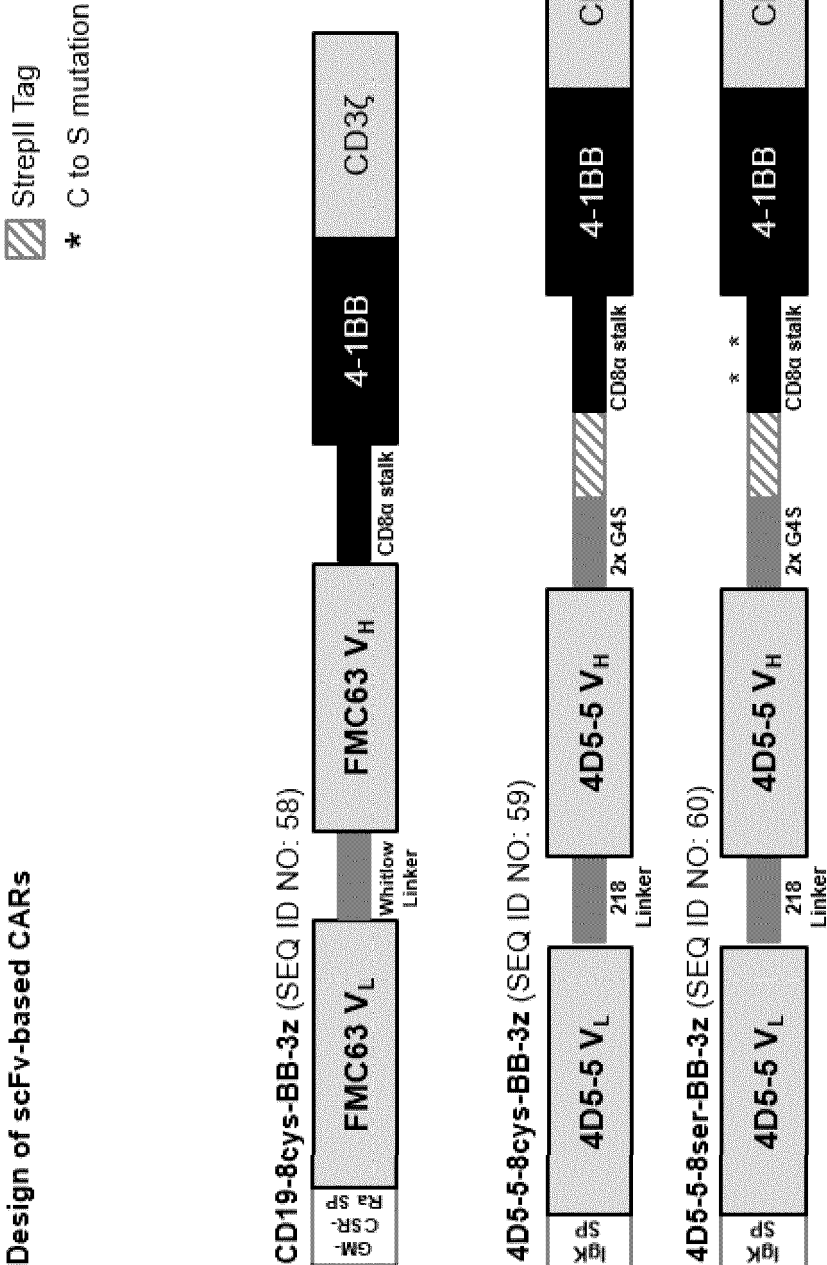 Design of scFv-based CARs
StrepII Tag
* C to S mutation
CD19-8cys-BB-3z (SEQ ID NO: 58)
GM-
CSR-
Ra SP
FMC63 VL
Whitlow
Linker
FMC63 VH
CD8α stalk
4-1BB
CD3ζ
4D5-5-8cys-BB-3z (SEQ ID NO: 59)
IgK
SP
4D5-5 VL
218
Linker
4D5-5 VH
2x G4S
CD8α stalk
4-1BB
C
4D5-5-8ser-BB-3z (SEQ ID NO: 60)
IgK
SP
4D5-5 VL
218
Linker
4D5-5 VH
2x G4S
* *
CD8α stalk
4-1BB
C